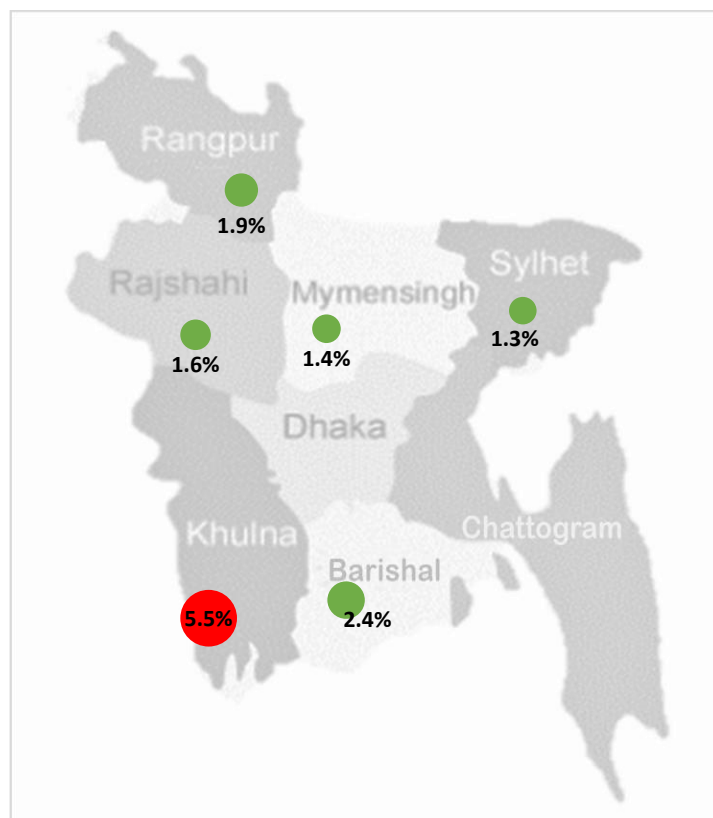 Rangpur
1.9%
Rajshahi
1.6%
Mymensingh
1.4%
Sylhet
1.3%
Dhaka
Khulna
5.5%
Chattogram
Barishal
2.4%